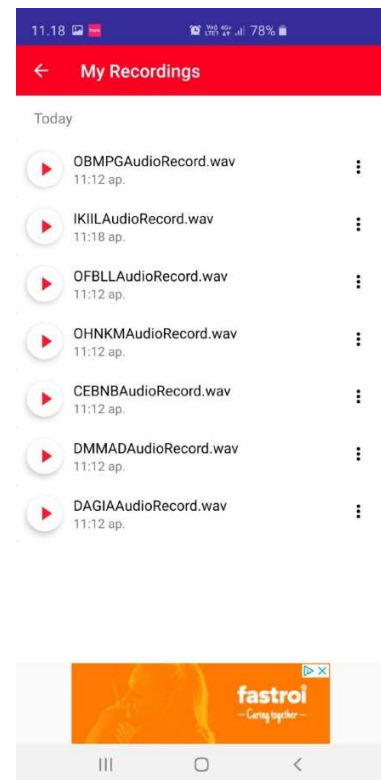 11.18
78%
My Recordings
Today
OBMPGAudioRecord.wav
11:12 ap.
IKIILAudioRecord.wav
11:18 ap.
OFBLLAudioRecord.wav
11:12 ap.
OHNKMAudioRecord.wav
11:12 ap.
CEBNBAudioRecord.wav
11:12 ap.
DMMADAudioRecord.wav
11:12 ap.
DAGIAAudioRecord.wav
11:12 ap.
fastroi
– Caring together –